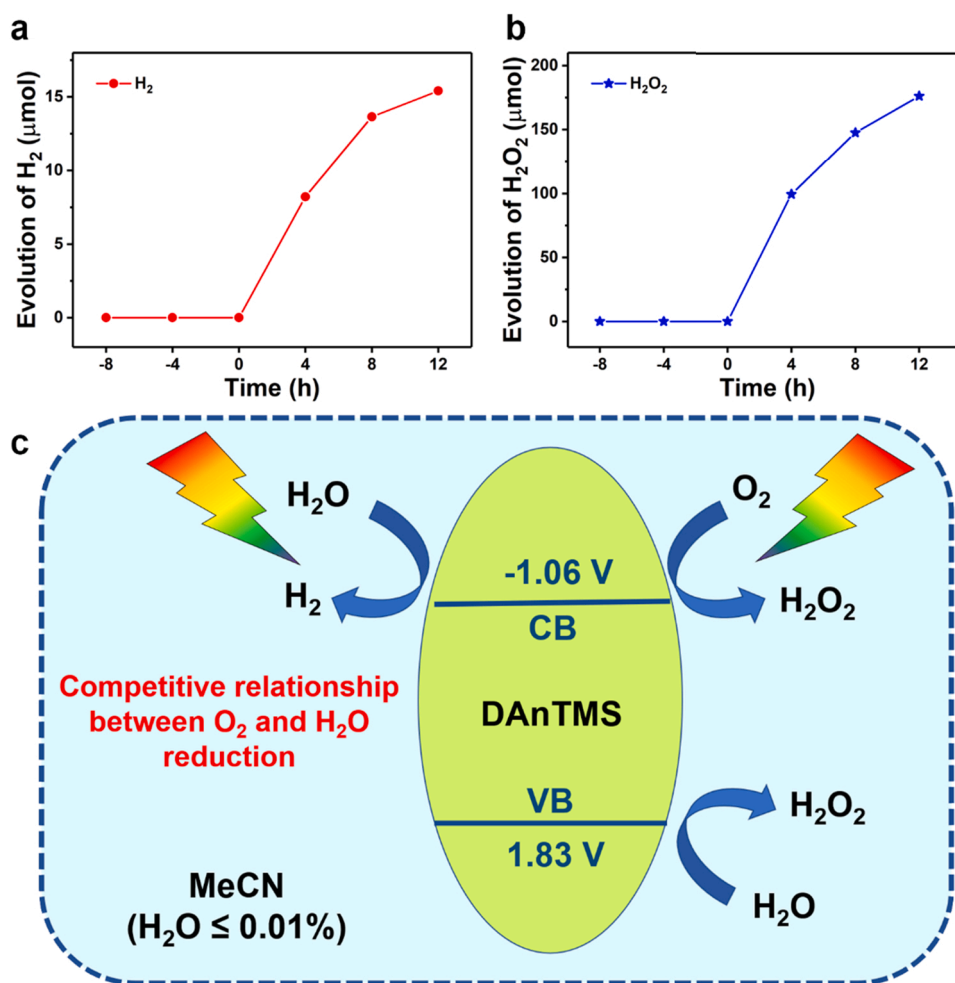 a
Evolution of H₂ (μmol)
15
10
5
0
H₂
-8 -4 0 4 8 12
Time (h)
b
Evolution of H₂O₂ (μmol)
200
150
100
50
0
H₂O₂
-8 -4 0 4 8 12
Time (h)
c
H₂O
H₂
O₂
H₂O₂
-1.06 V
CB
DAnTMS
VB
1.83 V
Competitive relationship
between O₂ and H₂O
reduction
H₂O₂
H₂O
MeCN
(H₂O ≤ 0.01%)